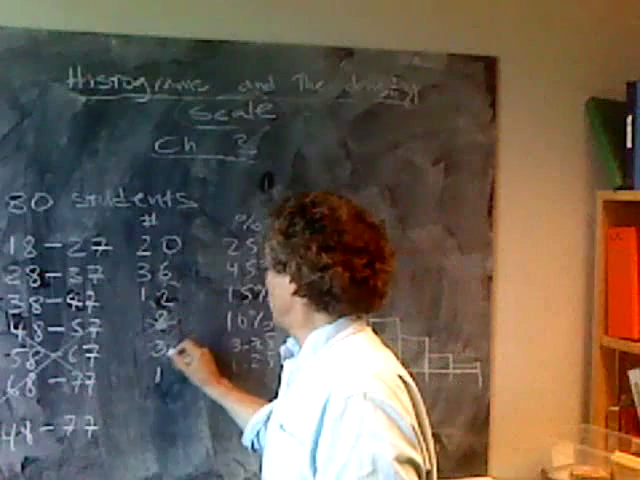 Histograms and The density
Scale
Ch 3
80 students
# %
18-27 20 25
28-37 36 45
38-47 12 15%
48-57 8 10%
58-67 3 3.75
68-77 1 1.25
48-77